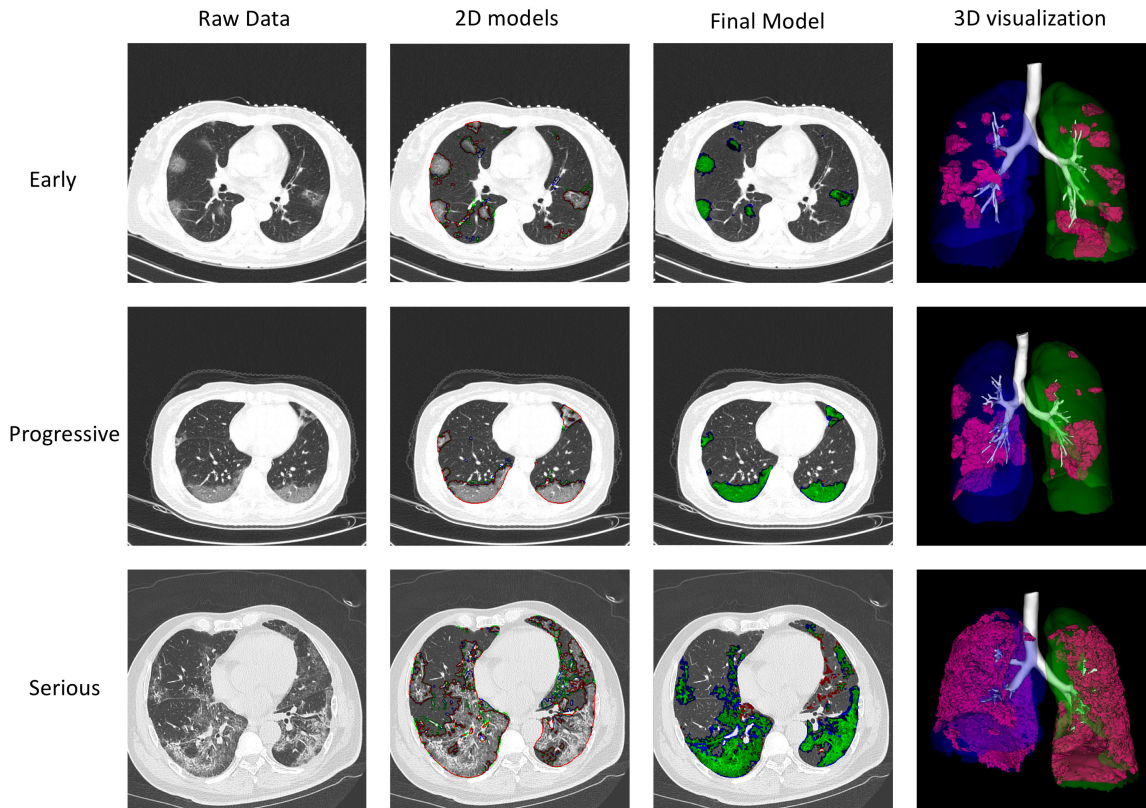 Raw Data
2D models
Final Model
3D visualization
Early
Progressive
Serious